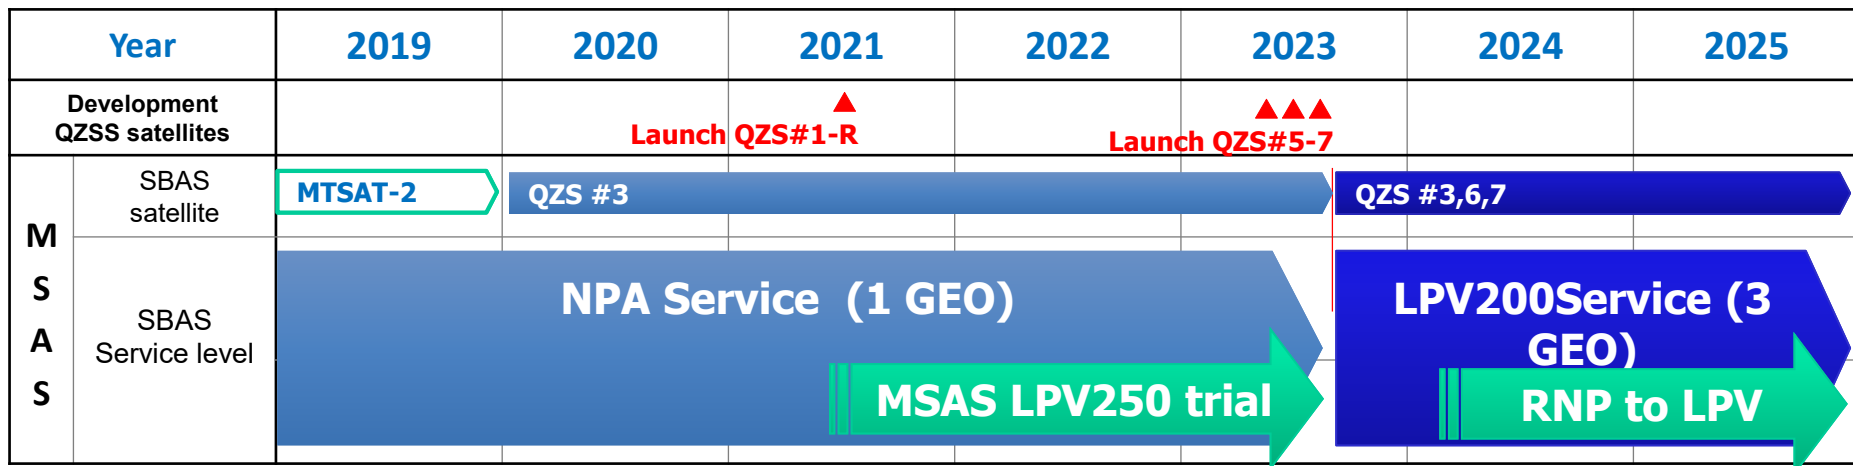 Year 2019 2020 2021 2022 2023 2024 2025
Development
QZSS satellites
Launch QZS#1-R
Launch QZS#5-7
M
S
A
S
SBAS
satellite
MTSAT-2
QZS #3
QZS #3,6,7
SBAS
Service level
NPA Service (1 GEO)
MSAS LPV250 trial
LPV200Service (3
GEO)
RNP to LPV